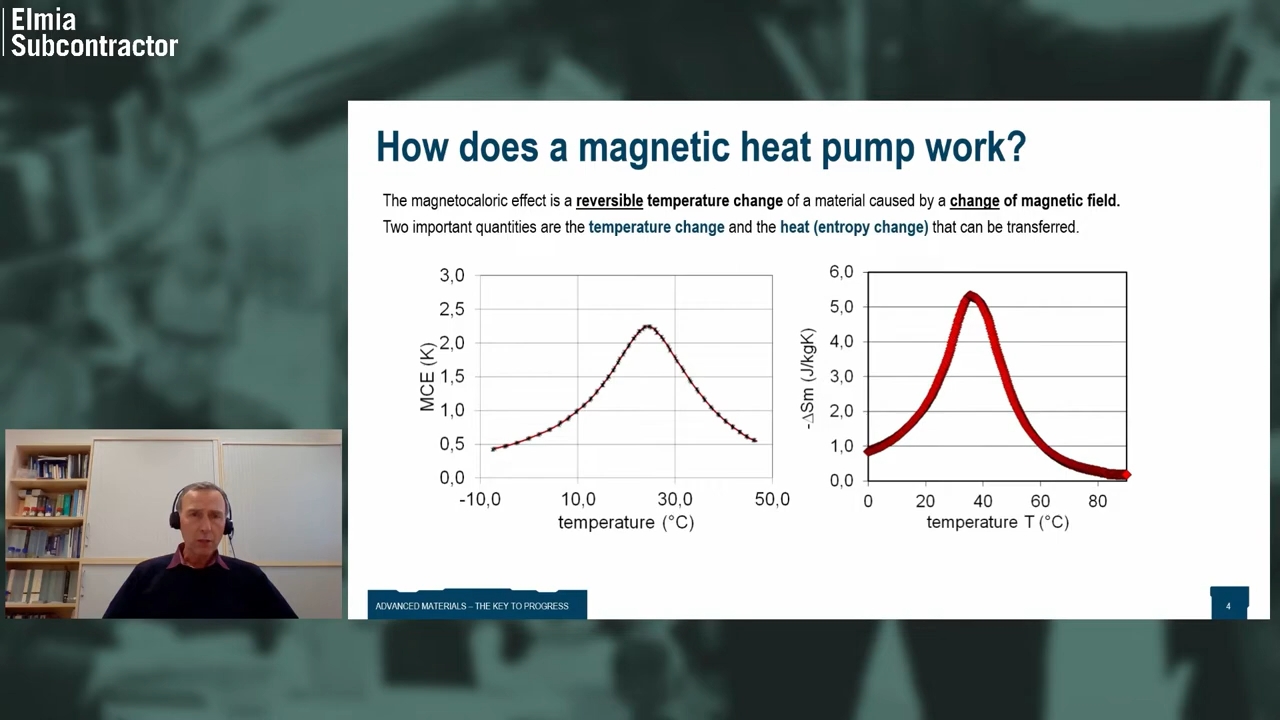 Elmia
Subcontractor
How does a magnetic heat pump work?
The magnetocaloric effect is a reversible temperature change of a material caused by a change of magnetic field.
Two important quantities are the temperature change and the heat (entropy change) that can be transferred.
3,0
2,5
2,0
1,5
1,0
0,5
0,0
MCE (K)
-10,0 10,0 30,0 50,0
temperature (°C)
6,0
5,0
4,0
3,0
2,0
1,0
0,0
-ΔSm (J/kgK)
0 20 40 60 80
temperature T (°C)
ADVANCED MATERIALS – THE KEY TO PROGRESS
4